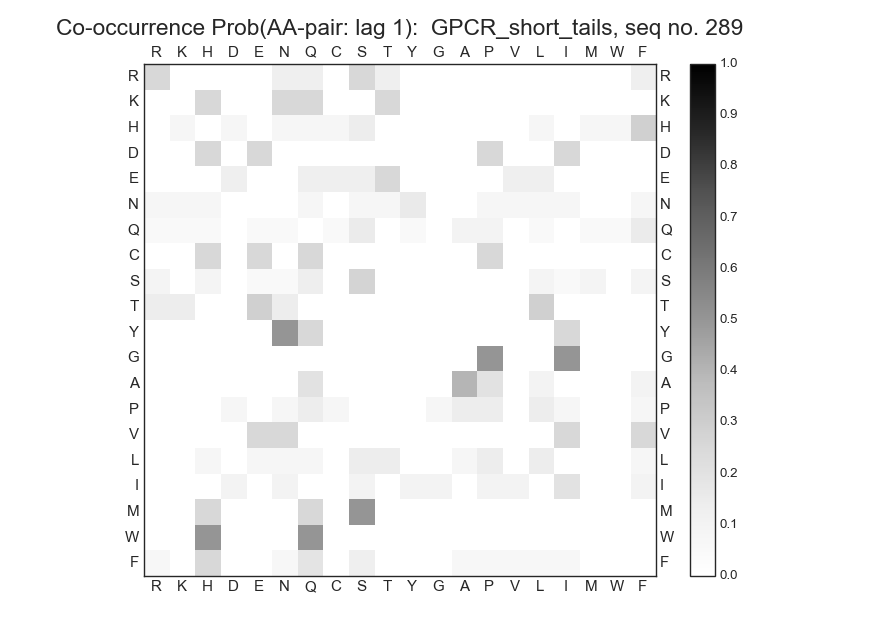 Co-occurrence Prob(AA-pair: lag 1):  GPCR_short_tails, seq no. 289
R K H D E N Q C S T Y G A P V L I M W F
R R 1.0
K K
0.9
H H
D D 0.8
E E
N N 0.7
Q Q
0.6
C C
S S
0.5
T T
Y Y
G G 0.4
A A
P P 0.3
V V
L L 0.2
I I
M M 0.1
W W
F F
0.0
R K H D E N Q C S T Y G A P V L I M W F